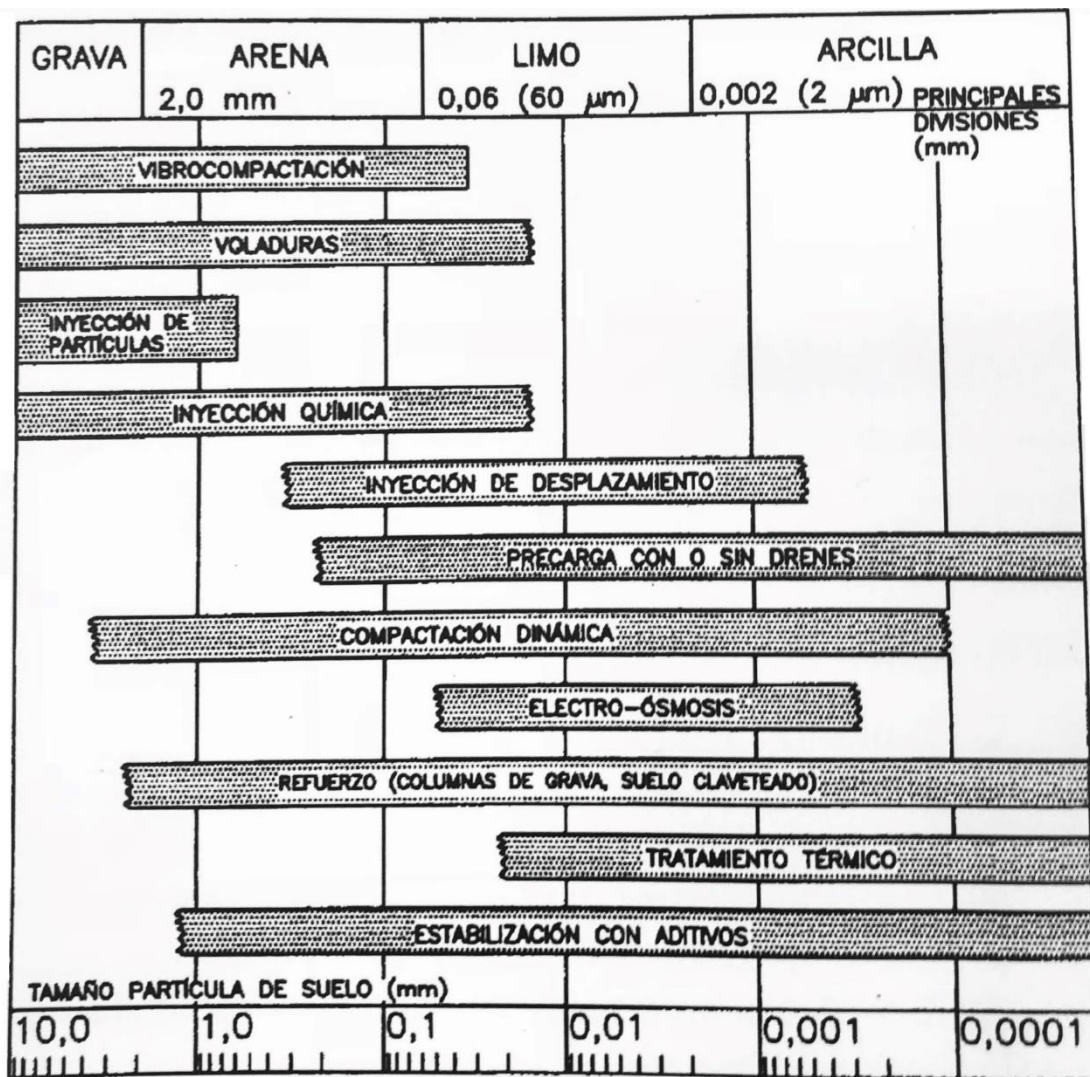 GRAVA
ARENA
LIMO
ARCILLA
2,0 mm
0,06 (60 μm)
0,002 (2 μm)
PRINCIPALES
DIVISIONES
(mm)
VIBROCOMPACTACIÓN
VOLADURAS
INYECCIÓN DE
PARTÍCULAS
INYECCIÓN QUÍMICA
INYECCIÓN DE DESPLAZAMIENTO
PRECARGA CON O SIN DRENES
COMPACTACIÓN DINÁMICA
ELECTRO-ÓSMOSIS
REFUERZO (COLUMNAS DE GRAVA, SUELO CLAVETEADO)
TRATAMIENTO TÉRMICO
ESTABILIZACIÓN CON ADITIVOS
TAMAÑO PARTÍCULA DE SUELO (mm)
10,0
1,0
0,1
0,01
0,001
0,0001